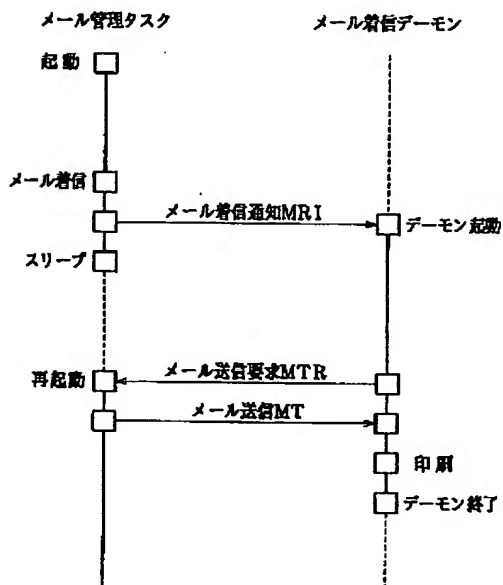 メール管理タスク
メール着信デーモン
起動
メール着信
メール着信通知MRI
デーモン起動
スリープ
メール送信要求MTR
再起動
メール送信MT
印刷
デーモン終了